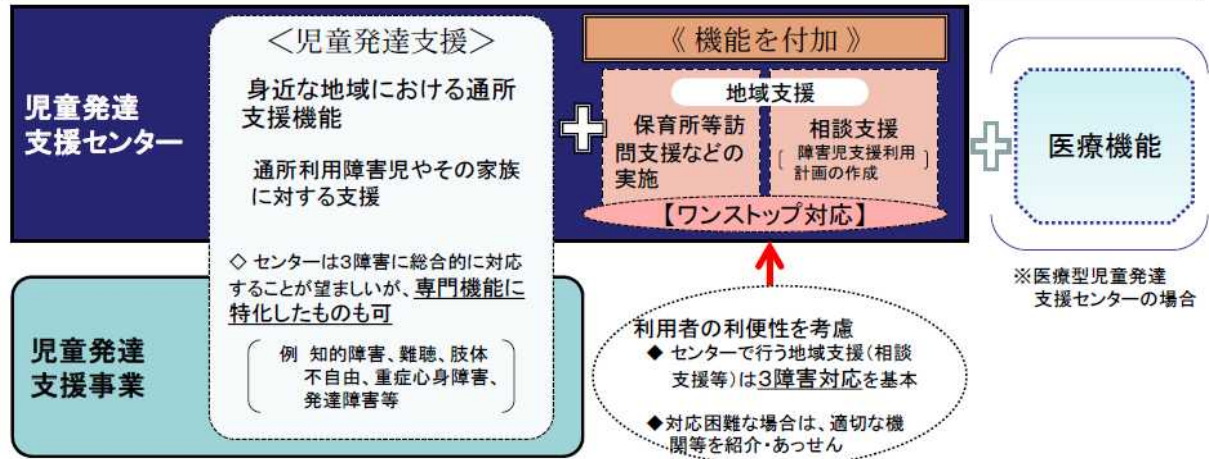 児童発達
支援センター
＜児童発達支援＞
身近な地域における通所
支援機能
通所利用障害児やその家族
に対する支援
◇ センターは3障害に総合的に対応
することが望ましいが、専門機能に
特化したものも可
例 知的障害、難聴、肢体
不自由、重症心身障害、
発達障害等
《 機能を付加 》
地域支援
保育所等訪
問支援などの
実施
相談支援
障害児支援利用
計画の作成
【ワンストップ対応】
医療機能
※医療型児童発達
支援センターの場合
児童発達
支援事業
利用者の利便性を考慮
◆ センターで行う地域支援(相談
支援等)は3障害対応を基本
◆対応困難な場合は、適切な機
関等を紹介・あっせん